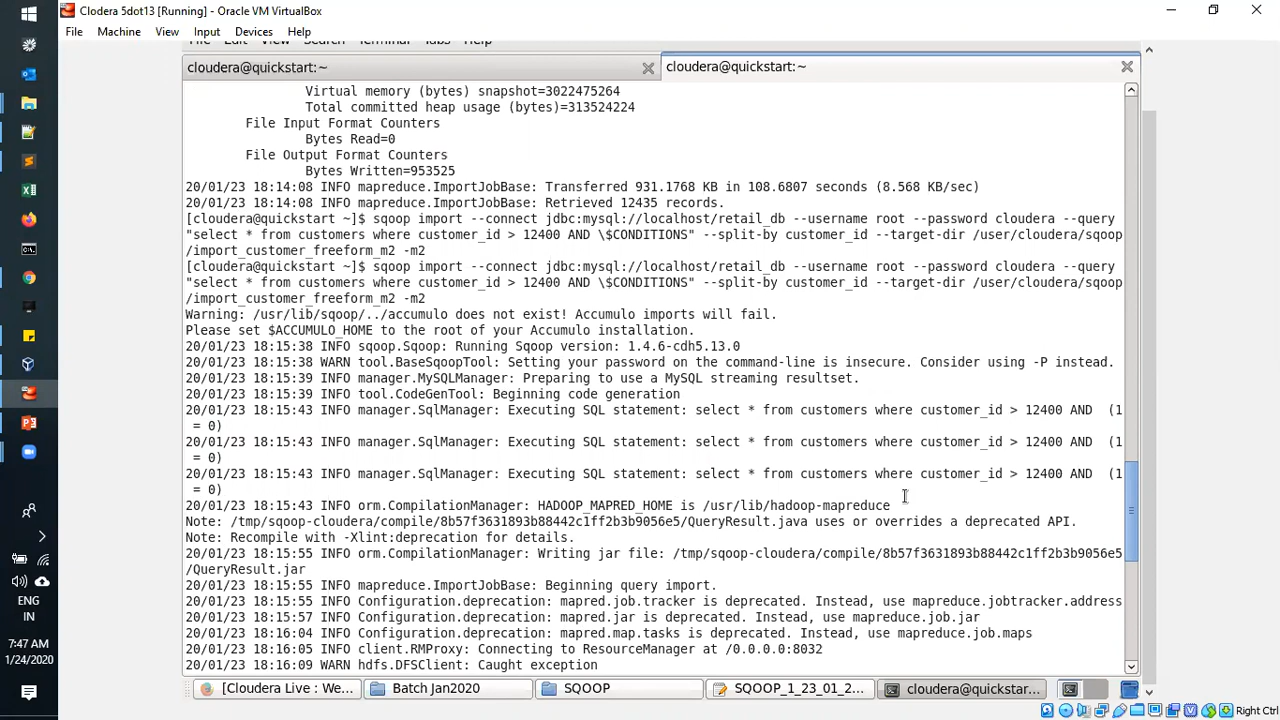 Clodera 5dot13 [Running] - Oracle VM VirtualBox
File Machine View Input Devices Help
File Edit View Search Terminal Tabs Help
cloudera@quickstart:~ cloudera@quickstart:~
Virtual memory (bytes) snapshot=3022475264
Total committed heap usage (bytes)=313524224
File Input Format Counters
Bytes Read=0
File Output Format Counters
Bytes Written=953525
20/01/23 18:14:08 INFO mapreduce.ImportJobBase: Transferred 931.1768 KB in 108.6807 seconds (8.568 KB/sec)
20/01/23 18:14:08 INFO mapreduce.ImportJobBase: Retrieved 12435 records.
[cloudera@quickstart ~]$ sqoop import --connect jdbc:mysql://localhost/retail_db --username root --password cloudera --query
"select * from customers where customer_id > 12400 AND \$CONDITIONS" --split-by customer_id --target-dir /user/cloudera/sqoop
/import_customer_freeform_m2 -m2
[cloudera@quickstart ~]$ sqoop import --connect jdbc:mysql://localhost/retail_db --username root --password cloudera --query
"select * from customers where customer_id > 12400 AND \$CONDITIONS" --split-by customer_id --target-dir /user/cloudera/sqoop
/import_customer_freeform_m2 -m2
Warning: /usr/lib/sqoop/../accumulo does not exist! Accumulo imports will fail.
Please set $ACCUMULO_HOME to the root of your Accumulo installation.
20/01/23 18:15:38 INFO sqoop.Sqoop: Running Sqoop version: 1.4.6-cdh5.13.0
20/01/23 18:15:38 WARN tool.BaseSqoopTool: Setting your password on the command-line is insecure. Consider using -P instead.
20/01/23 18:15:39 INFO manager.MySQLManager: Preparing to use a MySQL streaming resultset.
20/01/23 18:15:39 INFO tool.CodeGenTool: Beginning code generation
20/01/23 18:15:43 INFO manager.SqlManager: Executing SQL statement: select * from customers where customer_id > 12400 AND  (1
= 0)
20/01/23 18:15:43 INFO manager.SqlManager: Executing SQL statement: select * from customers where customer_id > 12400 AND  (1
= 0)
20/01/23 18:15:43 INFO manager.SqlManager: Executing SQL statement: select * from customers where customer_id > 12400 AND  (1
= 0)
20/01/23 18:15:43 INFO orm.CompilationManager: HADOOP_MAPRED_HOME is /usr/lib/hadoop-mapreduce
Note: /tmp/sqoop-cloudera/compile/8b57f3631893b88442c1ff2b3b9056e5/QueryResult.java uses or overrides a deprecated API.
Note: Recompile with -Xlint:deprecation for details.
20/01/23 18:15:55 INFO orm.CompilationManager: Writing jar file: /tmp/sqoop-cloudera/compile/8b57f3631893b88442c1ff2b3b9056e5
/QueryResult.jar
20/01/23 18:15:55 INFO mapreduce.ImportJobBase: Beginning query import.
20/01/23 18:15:55 INFO Configuration.deprecation: mapred.job.tracker is deprecated. Instead, use mapreduce.jobtracker.address
20/01/23 18:15:57 INFO Configuration.deprecation: mapred.jar is deprecated. Instead, use mapreduce.job.jar
20/01/23 18:16:04 INFO Configuration.deprecation: mapred.map.tasks is deprecated. Instead, use mapreduce.job.maps
20/01/23 18:16:05 INFO client.RMProxy: Connecting to ResourceManager at /0.0.0.0:8032
20/01/23 18:16:09 WARN hdfs.DFSClient: Caught exception
ENG
IN
7:47 AM
1/24/2020
[Cloudera Live : We... Batch Jan2020 SQOOP SQOOP_1_23_01_2... cloudera@quickstar...
Right Ctrl